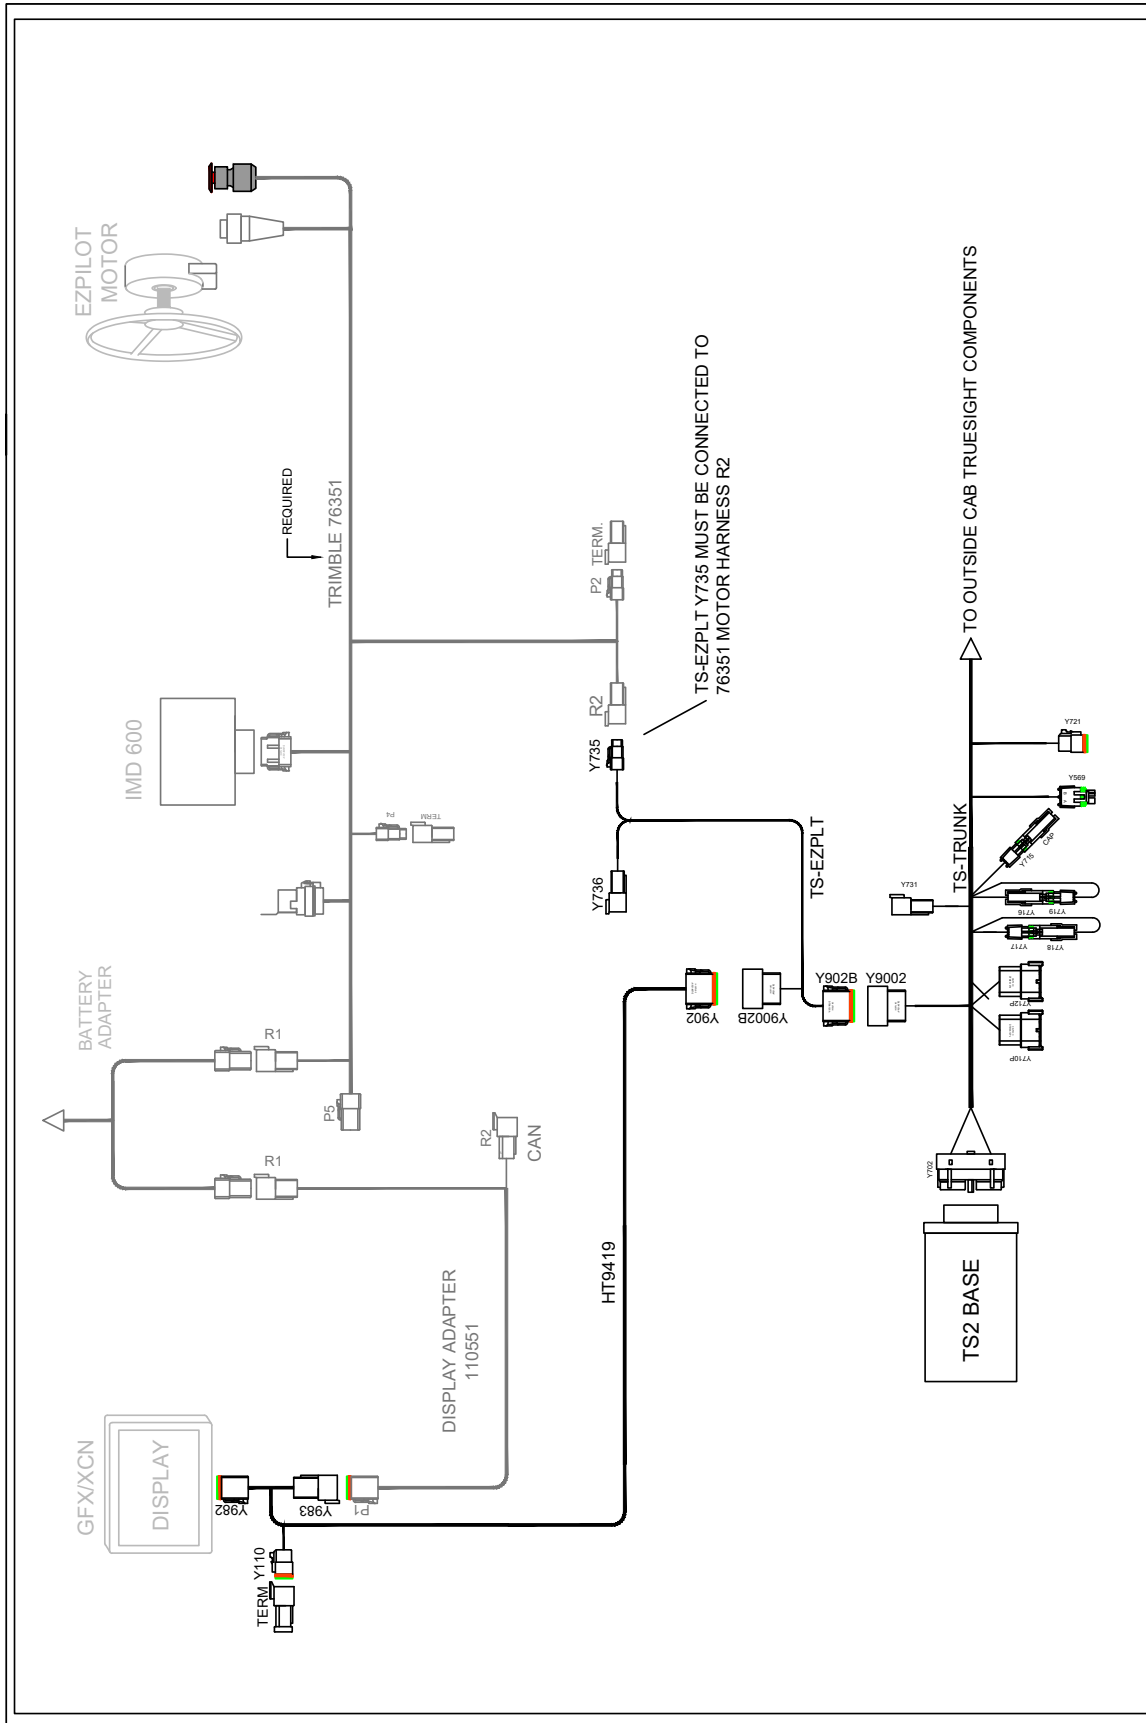 GFX/XCN
DISPLAY
Y982
Y983
P1
TERM
Y110
DISPLAY ADAPTER
110551
R2
CAN
BATTERY
ADAPTER
R1
R1
P5
IMD 600
P4
TERM
TRIMBLE 76351
REQUIRED
EZPILOT
MOTOR
R2
P2
TERM.
Y735
Y736
TS-EZPLT Y735 MUST BE CONNECTED TO
76351 MOTOR HARNESS R2
HT9419
Y902
Y9002B
TS-EZPLT
Y902B
Y9002
Y731
TS-TRUNK
TO OUTSIDE CAB TRUESIGHT COMPONENTS
TS2 BASE
Y702
Y710P
Y712P
Y717
Y718
Y716
Y719
Y715
CAP
Y569
Y721